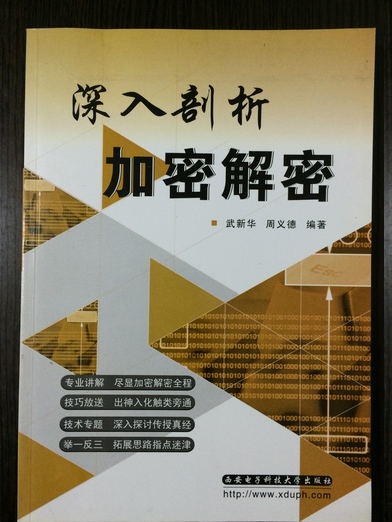 深入剖析
加密解密
武新华 周义德 编著
专业讲解 尽显加密解密全程
技巧放送 出神入化触类旁通
技术专题 深入探讨传授真经
举一反三 拓展思路指点迷津
西安电子科技大学出版社
http://www.xduph.com